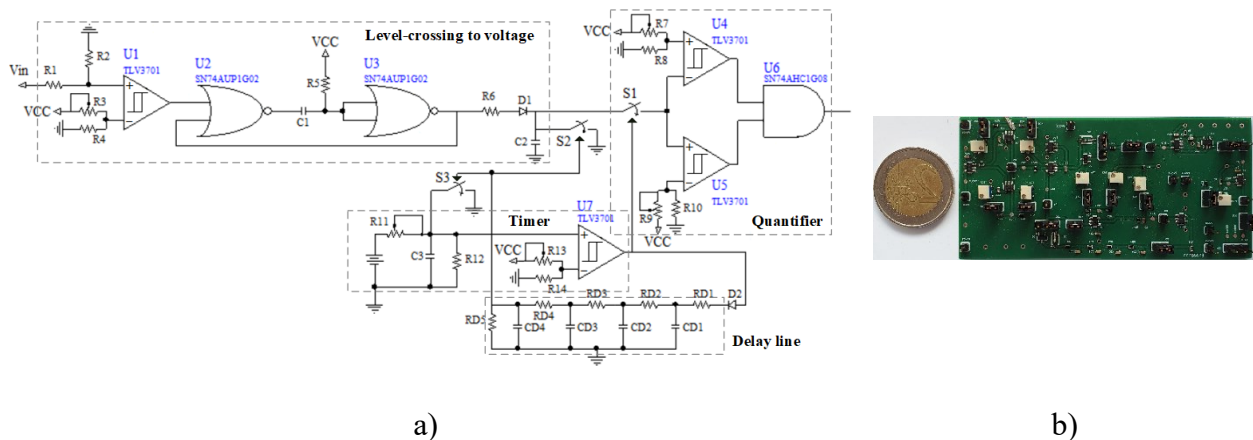 Level-crossing to voltage
U1
TLV3701
U2
SN74AUP1G02
U3
SN74AUP1G02
VCC
R5
R2
Vin
R1
VCC
R3
R4
C1
R6
D1
C2
S2
S1
VCC
R7
R8
U4
TLV3701
U6
SN74AHC1G08
U5
TLV3701
R9
R10
VCC
Quantifier
S3
Timer
U7
TLV3701
R11
C3
R12
VCC
R13
R14
RD5
CD4
RD4
CD3
RD3
CD2
RD2
CD1
RD1
D2
Delay line
a)
b)